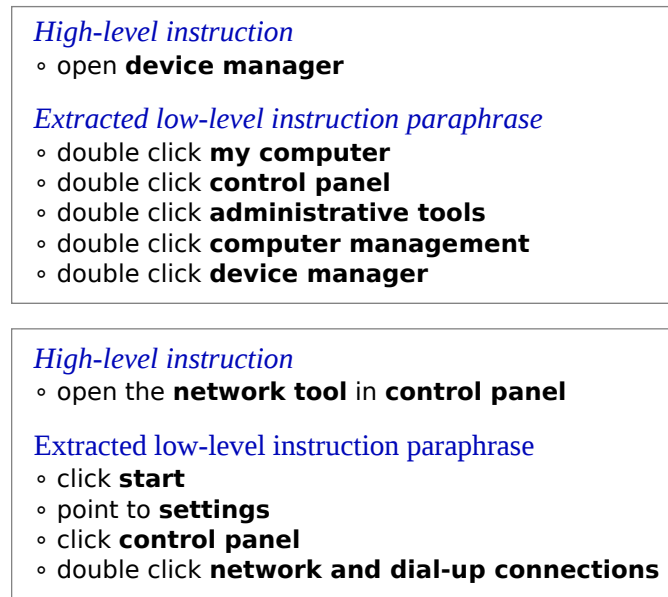 High-level instruction
∘ open device manager
Extracted low-level instruction paraphrase
∘ double click my computer
∘ double click control panel
∘ double click administrative tools
∘ double click computer management
∘ double click device manager
High-level instruction
∘ open the network tool in control panel
Extracted low-level instruction paraphrase
∘ click start
∘ point to settings
∘ click control panel
∘ double click network and dial-up connections